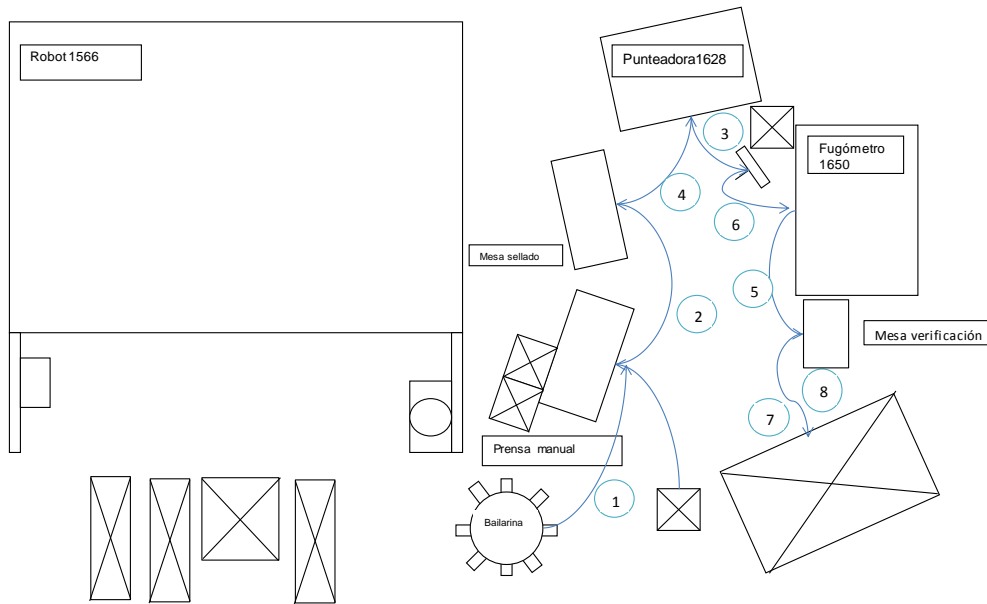 Robot 1566
Punteadora1628
3
Fugómetro
1650
4
6
Mesa sellado
5
2
Mesa verificación
8
7
Prensa manual
1
Bailarina